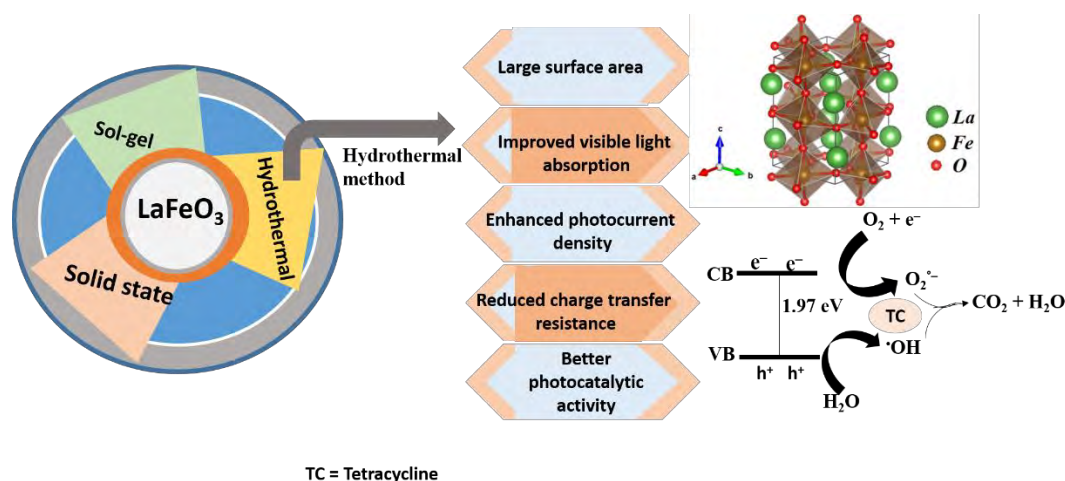 Sol-gel
LaFeO₃
Hydrothermal
Solid state
Hydrothermal
method
Large surface area
Improved visible light
absorption
Enhanced photocurrent
density
Reduced charge transfer
resistance
Better
photocatalytic
activity
c
a
b
La
Fe
O
O₂ + e⁻
CB
e⁻ e⁻
1.97 eV
O₂˙⁻
TC
CO₂ + H₂O
˙OH
VB
h⁺ h⁺
H₂O
TC = Tetracycline